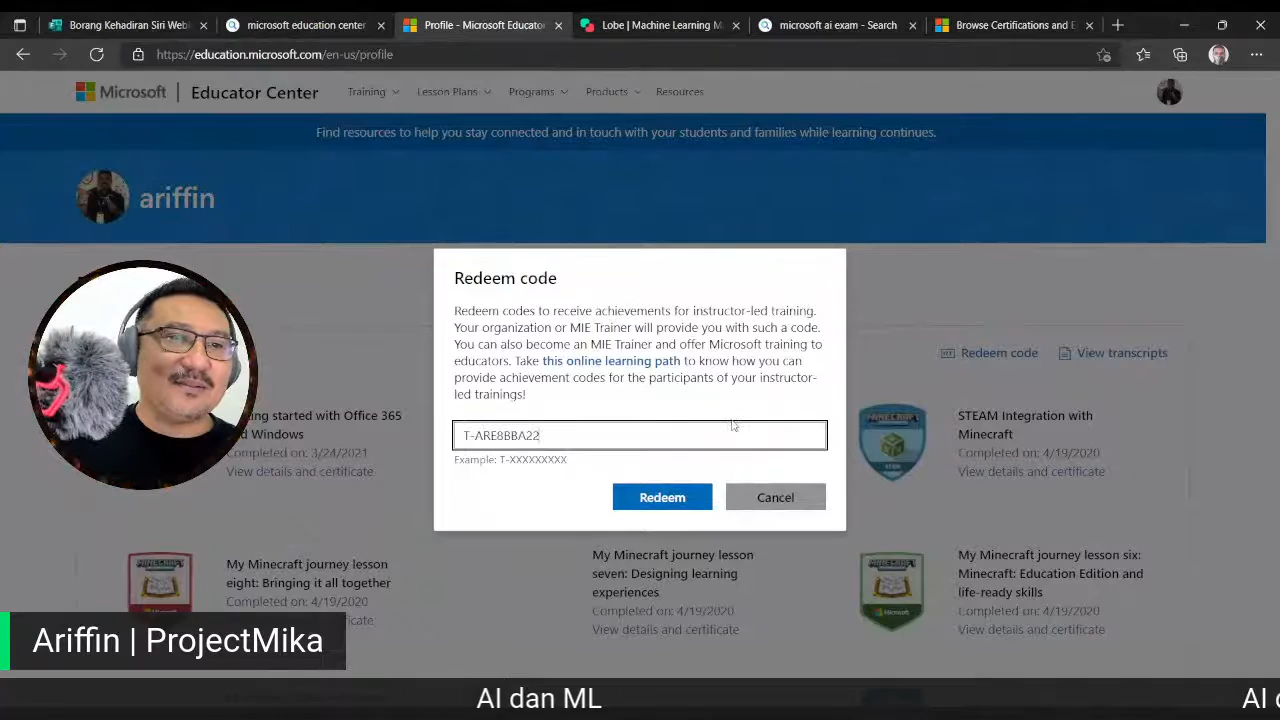 Borang Kehadiran Siri Webi
microsoft education center
Profile - Microsoft Educator
Lobe | Machine Learning M
microsoft ai exam - Search
Browse Certifications and E
https://education.microsoft.com/en-us/profile
Microsoft | Educator Center
Training
Lesson Plans
Programs
Products
Resources
Find resources to help you stay connected and in touch with your students and families while learning continues.
ariffin
Redeem code
View transcripts
Redeem code
Redeem codes to receive achievements for instructor-led training.
Your organization or MIE Trainer will provide you with such a code.
You can also become an MIE Trainer and offer Microsoft training to
educators. Take this online learning path to know how you can
provide achievement codes for the participants of your instructor-
led trainings!
T-ARE8BBA22
Example: T-XXXXXXXXX
Redeem
Cancel
started with Office 365
Windows
Completed on: 3/24/2021
View details and certificate
STEAM Integration with
Minecraft
Completed on: 4/19/2020
View details and certificate
My Minecraft journey lesson
eight: Bringing it all together
Completed on: 4/19/2020
My Minecraft journey lesson
seven: Designing learning
experiences
Completed on: 4/19/2020
View details and certificate
My Minecraft journey lesson six:
Minecraft: Education Edition and
life-ready skills
Completed on: 4/19/2020
View details and certificate
Ariffin | ProjectMika
AI dan ML
AI